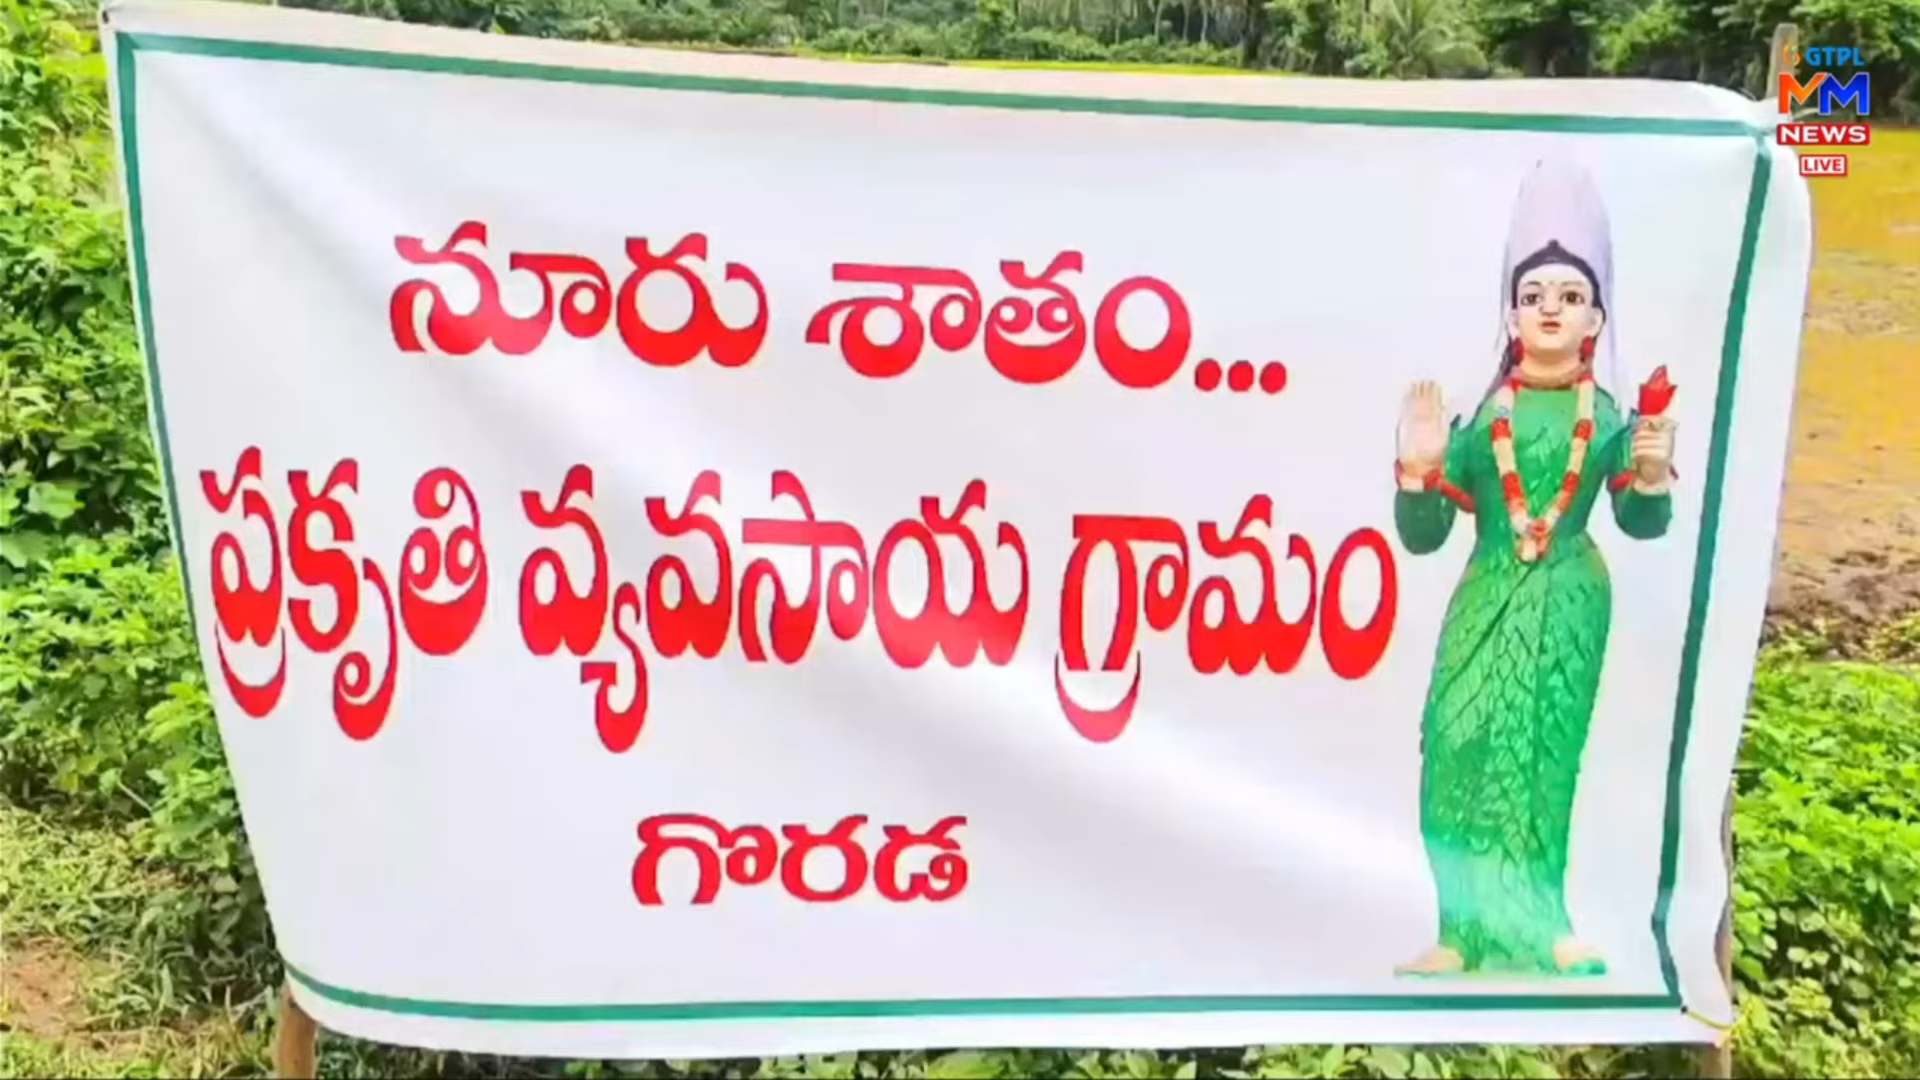 GTPL
MM
NEWS
LIVE
నూరు శాతం...
ప్రకృతి వ్యవసాయ గ్రామం
గొరడ